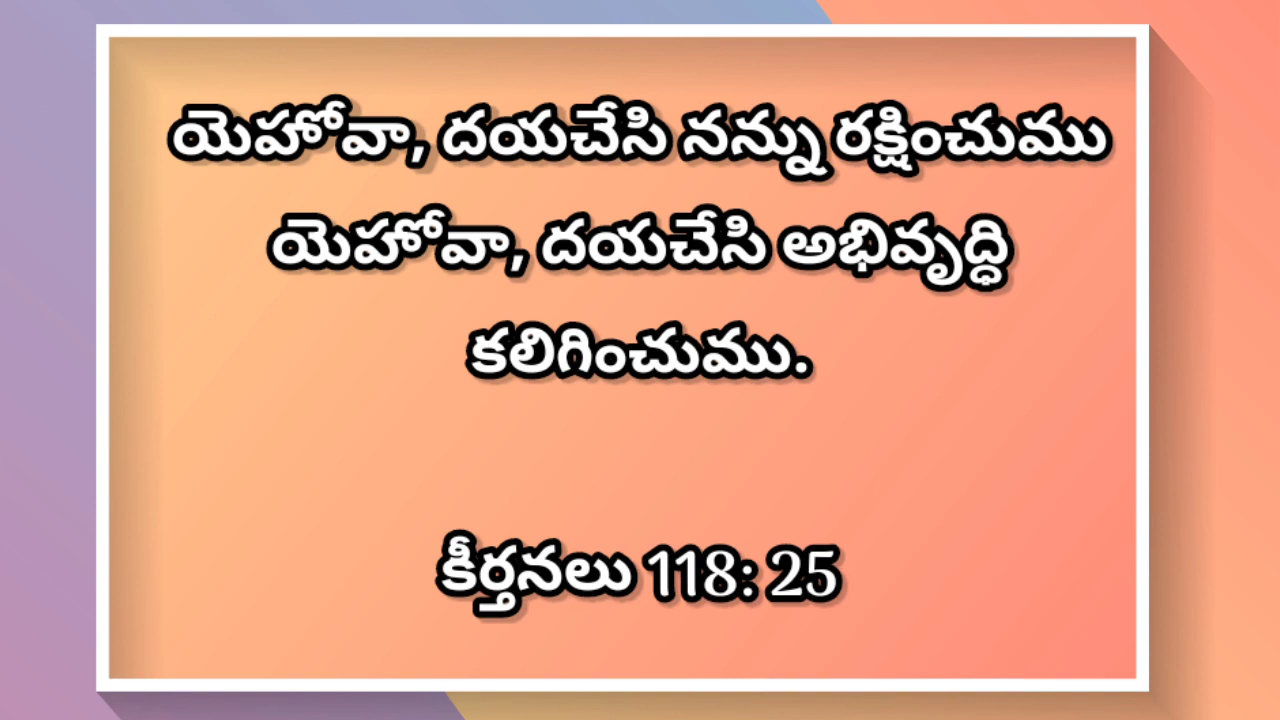 యెహోవా, దయచేసి నన్ను రక్షించుము
యెహోవా, దయచేసి అభివృద్ధి
కలిగించుము.
కీర్తనలు 118: 25